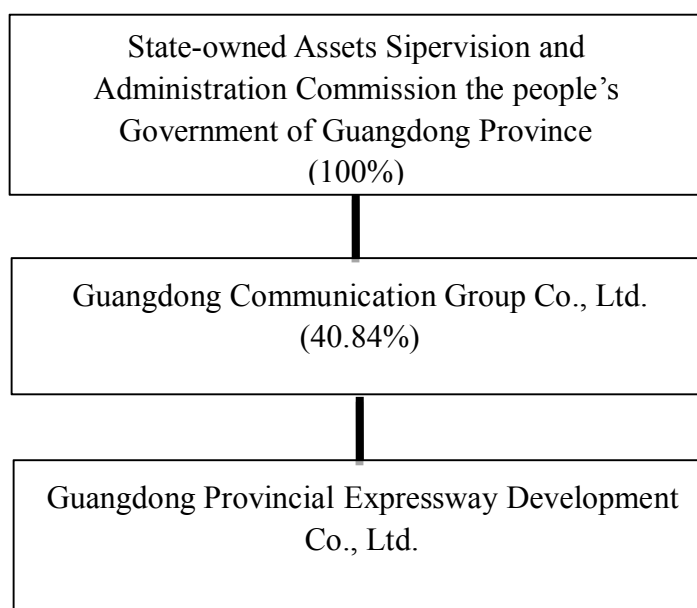 State-owned Assets Sipervision and
Administration Commission the people’s
Government of Guangdong Province
(100%)
Guangdong Communication Group Co., Ltd.
(40.84%)
Guangdong Provincial Expressway Development
Co., Ltd.